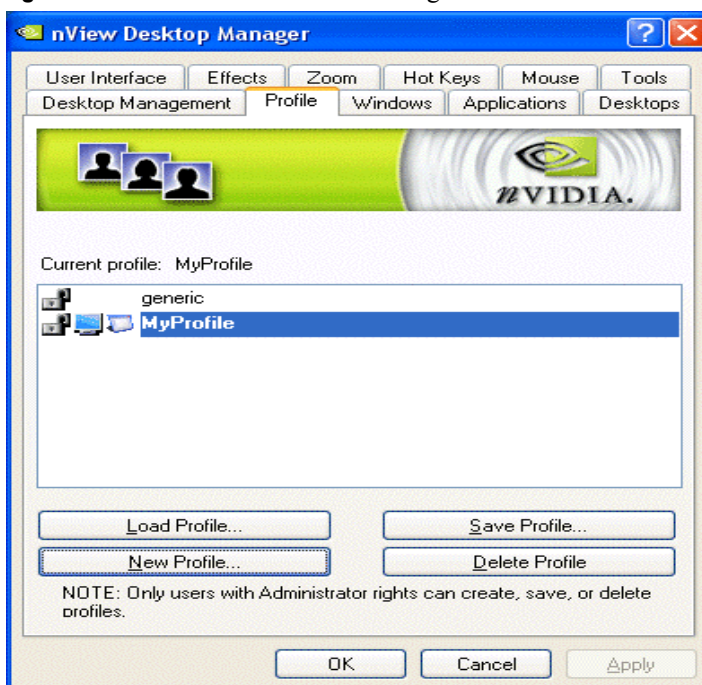 nView Desktop Manager
User Interface Effects Zoom Hot Keys Mouse Tools
Desktop Management Profile Windows Applications Desktops
nVIDIA.
Current profile: MyProfile
generic
MyProfile
Load Profile... Save Profile...
New Profile... Delete Profile
NOTE: Only users with Administrator rights can create, save, or delete
profiles.
OK Cancel Apply